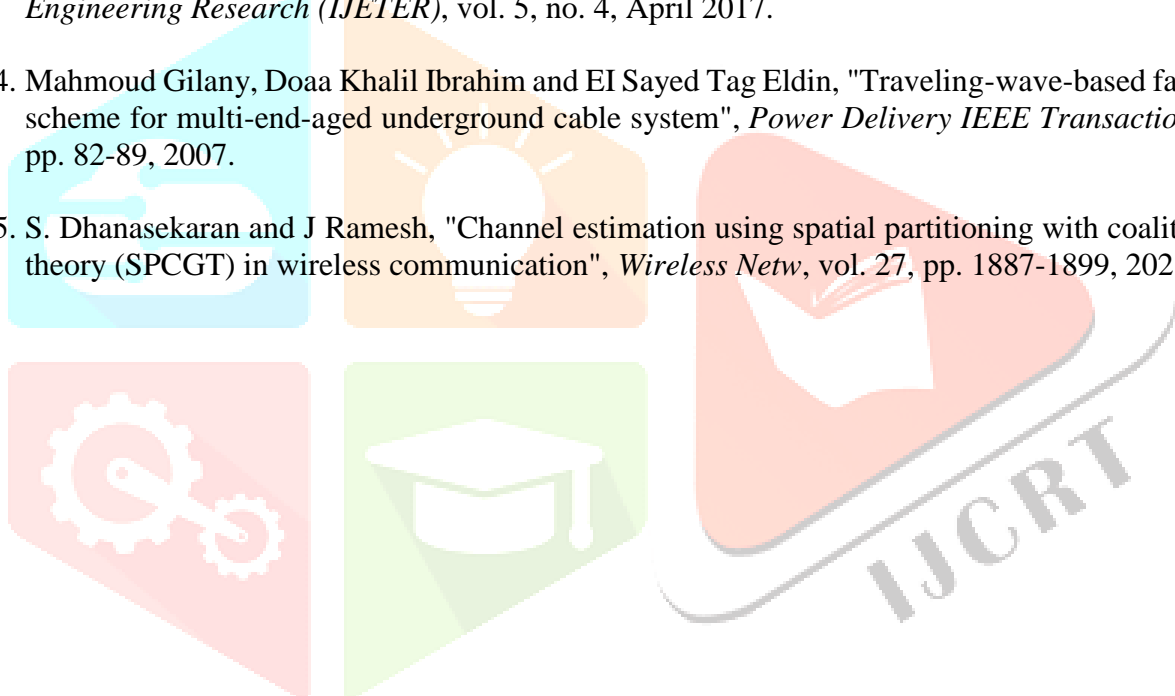 Engineering Research (IJETER), vol. 5, no. 4, April 2017.
4. Mahmoud Gilany, Doaa Khalil Ibrahim and EI Sayed Tag Eldin, "Traveling-wave-based fa
scheme for multi-end-aged underground cable system", Power Delivery IEEE Transactio
pp. 82-89, 2007.
5. S. Dhanasekaran and J Ramesh, "Channel estimation using spatial partitioning with coalit
theory (SPCGT) in wireless communication", Wireless Netw, vol. 27, pp. 1887-1899, 202
IJCRT